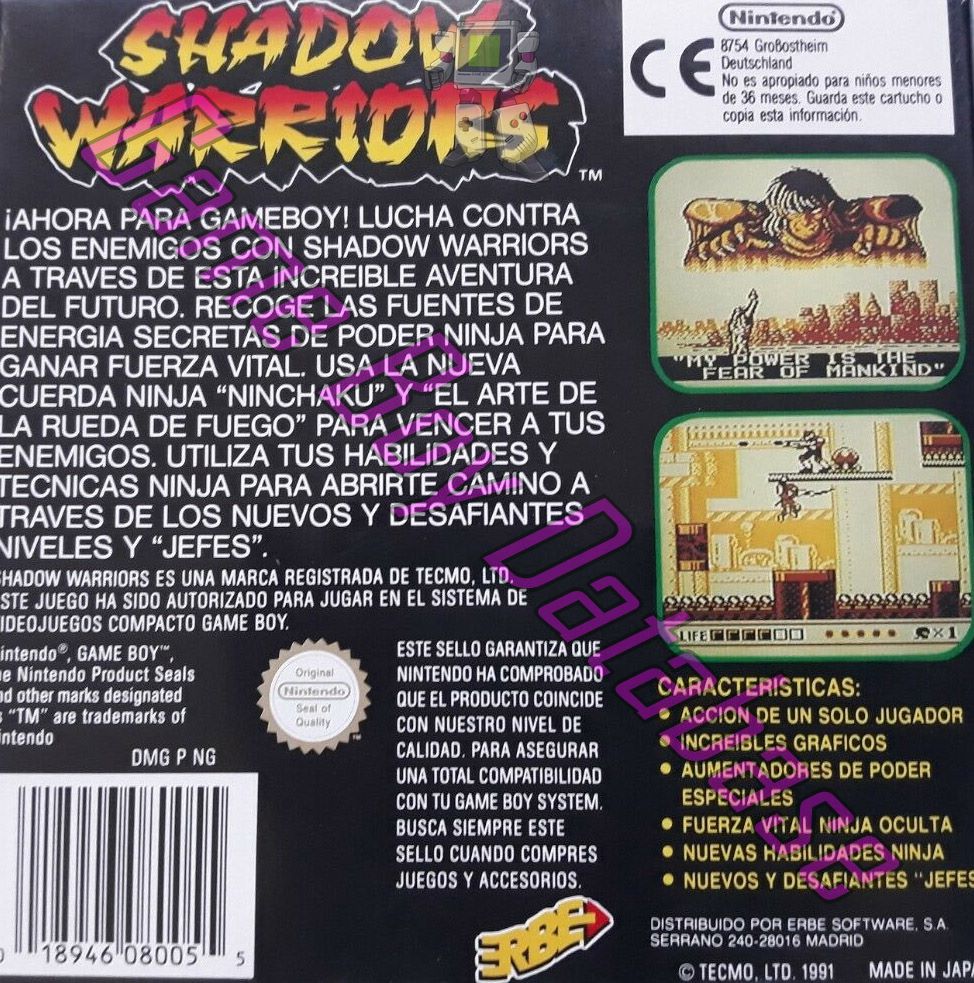 SHADOW
WARRIORS
TM
¡AHORA PARA GAMEBOY! LUCHA CONTRA
LOS ENEMIGOS CON SHADOW WARRIORS
A TRAVES DE ESTA INCREIBLE AVENTURA
DEL FUTURO. RECOGE LAS FUENTES DE
ENERGIA SECRETAS DE PODER NINJA PARA
GANAR FUERZA VITAL. USA LA NUEVA
CUERDA NINJA “NINCHAKU” Y “EL ARTE DE
LA RUEDA DE FUEGO” PARA VENCER A TUS
ENEMIGOS. UTILIZA TUS HABILIDADES Y
TECNICAS NINJA PARA ABRIRTE CAMINO A
TRAVES DE LOS NUEVOS Y DESAFIANTES
NIVELES Y “JEFES”.
SHADOW WARRIORS ES UNA MARCA REGISTRADA DE TECMO, LTD.
ESTE JUEGO HA SIDO AUTORIZADO PARA JUGAR EN EL SISTEMA DE
VIDEOJUEGOS COMPACTO GAME BOY.
Nintendo®, GAME BOY™,
the Nintendo Product Seals
and other marks designated
as “TM” are trademarks of
Nintendo
DMG P NG
Original
Nintendo
Seal of
Quality
TM
ESTE SELLO GARANTIZA QUE
NINTENDO HA COMPROBADO
QUE EL PRODUCTO COINCIDE
CON NUESTRO NIVEL DE
CALIDAD. PARA ASEGURAR
UNA TOTAL COMPATIBILIDAD
CON TU GAME BOY SYSTEM.
BUSCA SIEMPRE ESTE
SELLO CUANDO COMPRES
JUEGOS Y ACCESORIOS.
0 18946 08005 5
ERBE
Nintendo
CE
8754 Großostheim
Deutschland
No es apropiado para niños menores
de 36 meses. Guarda este cartucho o
copia esta información.
"MY POWER IS THE
FEAR OF MANKIND"
LIFE ×1
CARACTERISTICAS:
• ACCION DE UN SOLO JUGADOR
• INCREIBLES GRAFICOS
• AUMENTADORES DE PODER
ESPECIALES
• FUERZA VITAL NINJA OCULTA
• NUEVAS HABILIDADES NINJA
• NUEVOS Y DESAFIANTES “JEFES
DISTRIBUIDO POR ERBE SOFTWARE, S.A.
SERRANO 240-28016 MADRID
© TECMO, LTD. 1991 MADE IN JAPA
Game Boy Database